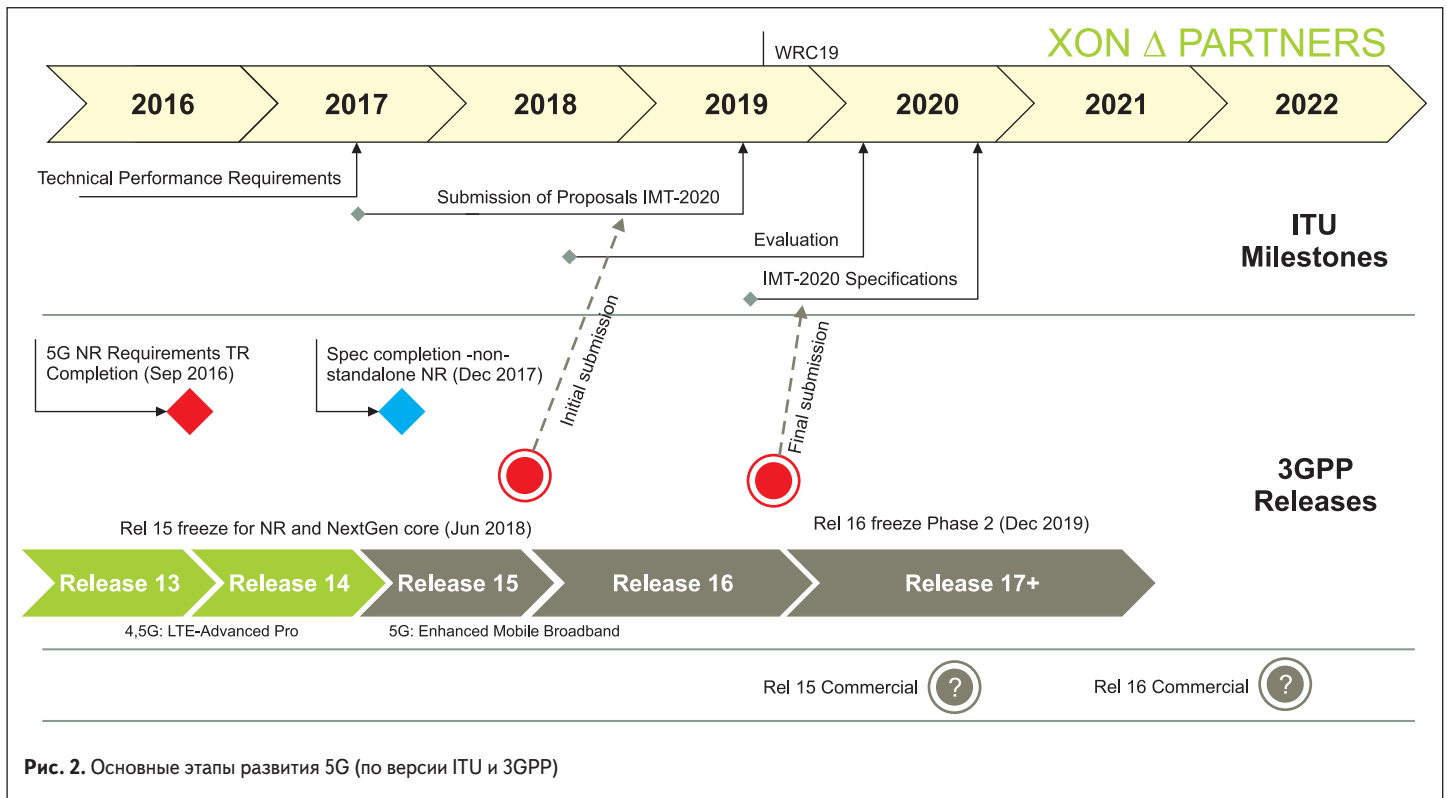 XON Δ PARTNERS
WRC19
2016
2017
2018
2019
2020
2021
2022
Technical Performance Requirements
Submission of Proposals IMT-2020
Evaluation
IMT-2020 Specifications
ITU
Milestones
5G NR Requirements TR
Completion (Sep 2016)
Spec completion -non-
standalone NR (Dec 2017)
Initial submission
Final submission
3GPP
Releases
Rel 15 freeze for NR and NextGen core (Jun 2018)
Rel 16 freeze Phase 2 (Dec 2019)
Release 13
Release 14
Release 15
Release 16
Release 17+
4,5G: LTE-Advanced Pro
5G: Enhanced Mobile Broadband
Rel 15 Commercial
?
Rel 16 Commercial
?
Рис. 2. Основные этапы развития 5G (по версии ITU и 3GPP)